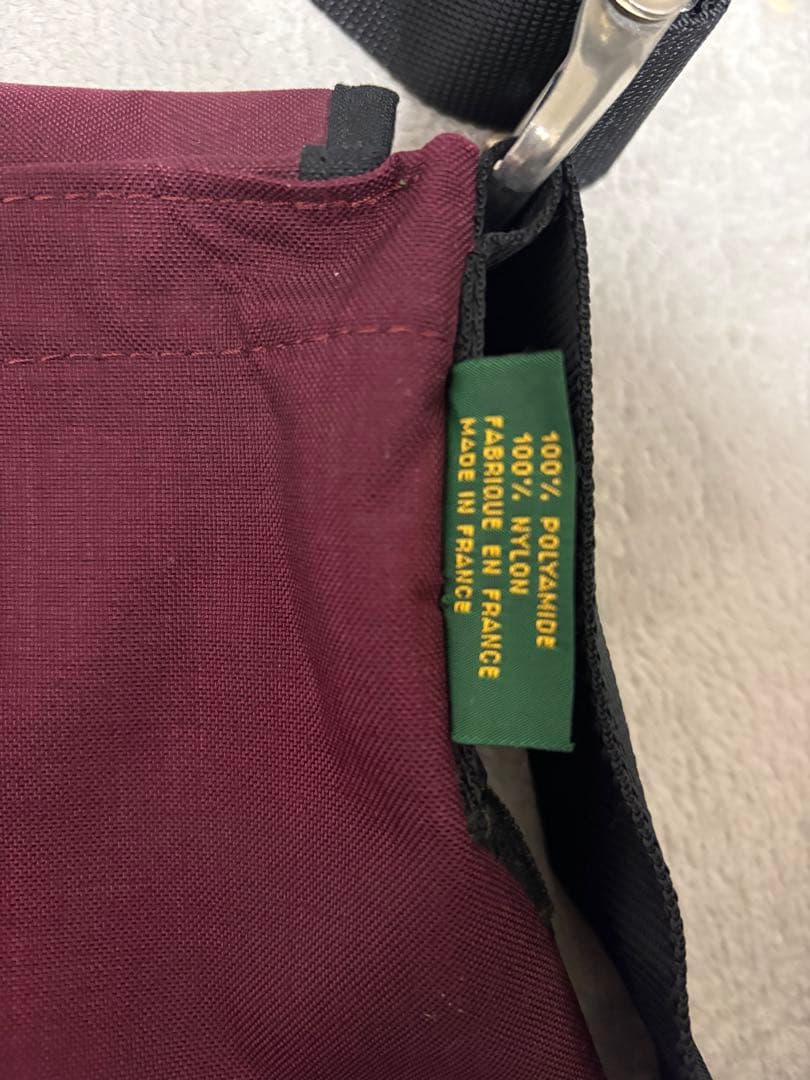 100% POLYAMIDE
100% NYLON
FABRIQUE EN FRANCE
MADE IN FRANCE